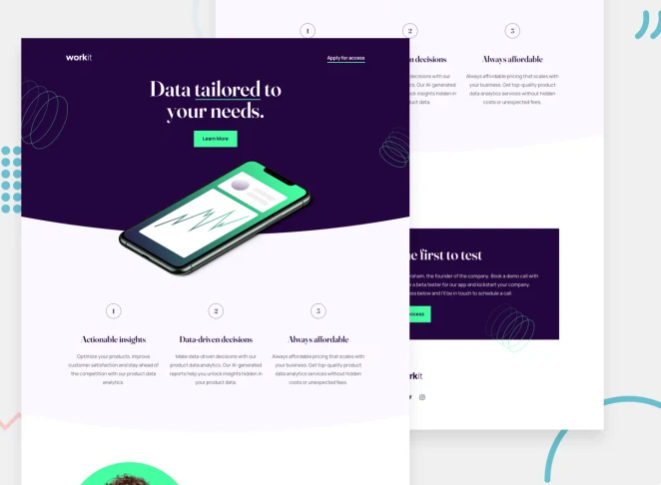 workit
Apply for access
Data tailored to
your needs.
Learn More
1
2
3
Actionable insights
Data-driven decisions
Always affordable
Optimize your products, improve
customer satisfaction and stay ahead of
the competition with our product data
analytics.
Make data-driven decisions with our
product data analytics. Our AI-generated
reports help you unlock insights hidden in
your product data.
Always affordable pricing that scales with
your business. Get top-quality product
data analytics services without hidden
costs or unexpected fees.
1
2
3
decisions
Always affordable
decisions with our
Our AI-generated
insights hidden in
data.
Always affordable pricing that scales with
your business. Get top-quality product
data analytics services without hidden
costs or unexpected fees.
first to test
the founder of the company. Book a demo call with
a beta tester for our app and kickstart your company.
below and I'll be in touch to schedule a call.
rkit